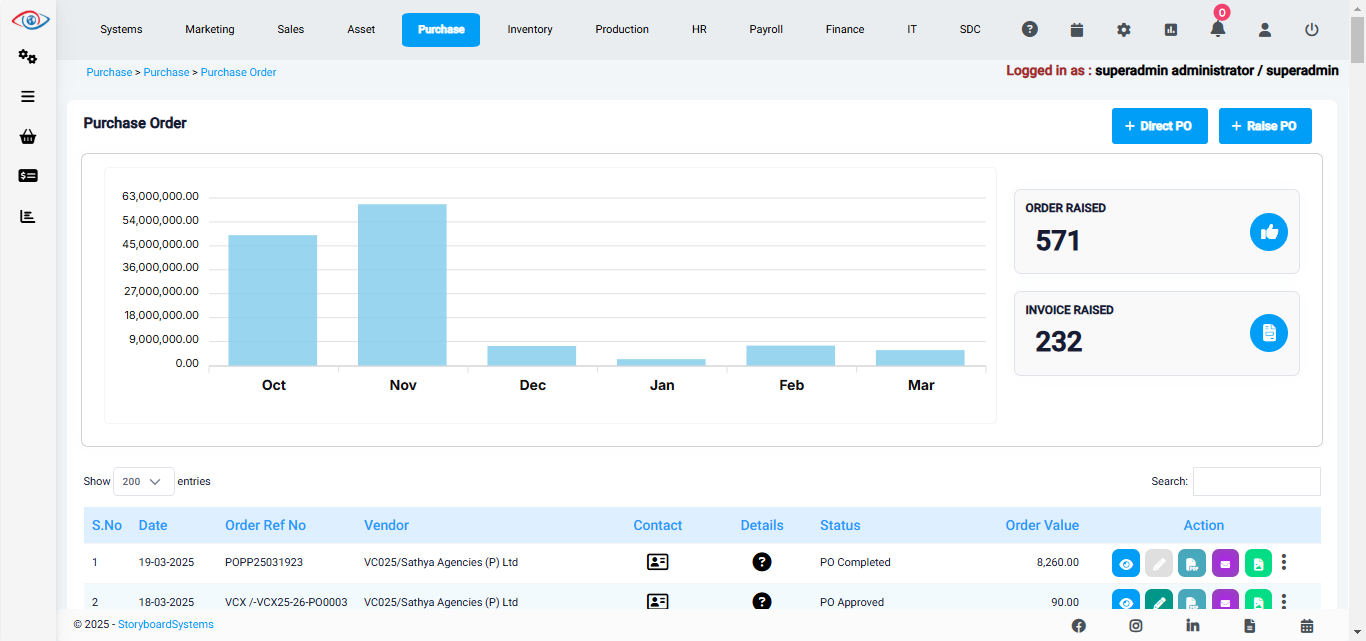 Systems Marketing Sales Asset Purchase Inventory Production HR Payroll Finance IT SDC 0
Purchase > Purchase > Purchase Order
Logged in as : superadmin administrator / superadmin
Purchase Order
+ Direct PO
+ Raise PO
63,000,000.00
54,000,000.00
45,000,000.00
36,000,000.00
27,000,000.00
18,000,000.00
9,000,000.00
0.00
Oct Nov Dec Jan Feb Mar
ORDER RAISED
571
INVOICE RAISED
232
Show 200 entries
Search:
S.No Date Order Ref No Vendor Contact Details Status Order Value Action
1 19-03-2025 POPP25031923 VC025/Sathya Agencies (P) Ltd PO Completed 8,260.00
2 18-03-2025 VCX /-VCX25-26-PO0003 VC025/Sathya Agencies (P) Ltd PO Approved 90.00
© 2025 - StoryboardSystems